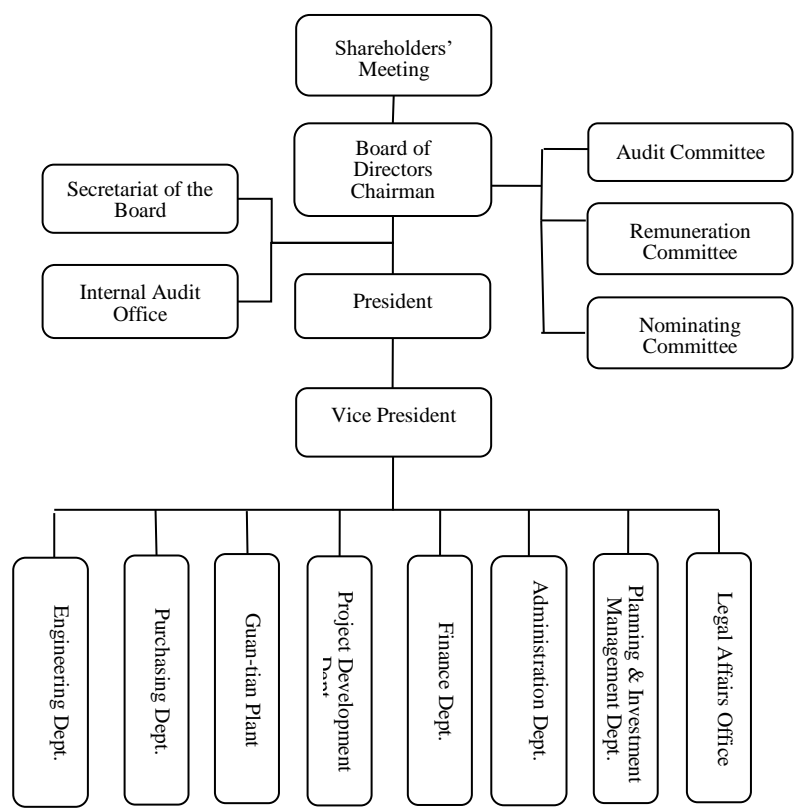 Shareholders’
Meeting
Board of
Directors
Chairman
Audit Committee
Secretariat of the
Board
Remuneration
Committee
Internal Audit
Office
President
Nominating
Committee
Vice President
Engineering Dept.
Purchasing Dept.
Guan-tian Plant
Project Development
Dept.
Finance Dept.
Administration Dept.
Planning & Investment
Management Dept.
Legal Affairs Office